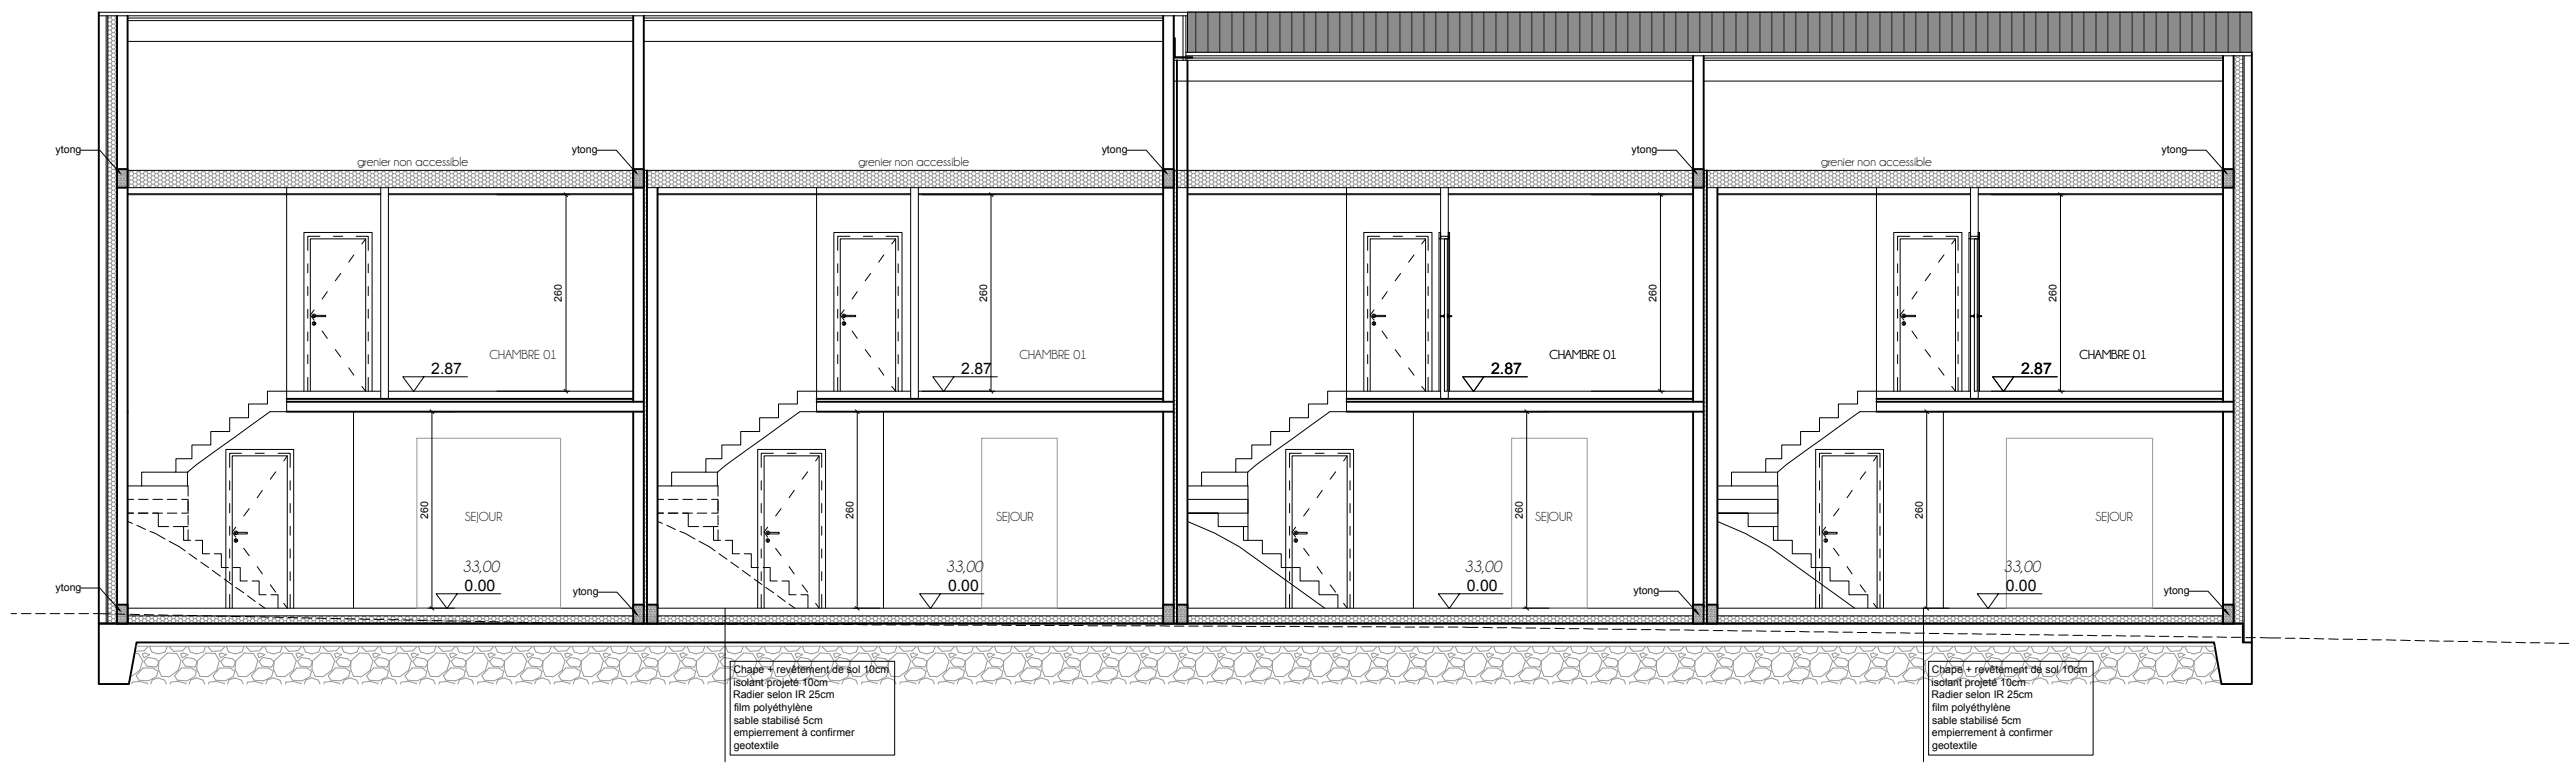 ytong
ytong
ytong
ytong
ytong
grenier non accessible
grenier non accessible
grenier non accessible
260
260
260
260
CHAMBRE 01
CHAMBRE 01
CHAMBRE 01
CHAMBRE 01
2.87
2.87
2.87
2.87
260
260
260
260
SEJOUR
SEJOUR
SEJOUR
SEJOUR
33,00
0.00
33,00
0.00
33,00
0.00
33,00
0.00
ytong
ytong
ytong
ytong
Chape + revêtement de sol 10cm
isolant projeté 10cm
Radier selon IR 25cm
film polyéthylène
sable stabilisé 5cm
empierrement à confirmer
geotextile
Chape + revêtement de sol 10cm
isolant projeté 10cm
Radier selon IR 25cm
film polyéthylène
sable stabilisé 5cm
empierrement à confirmer
geotextile